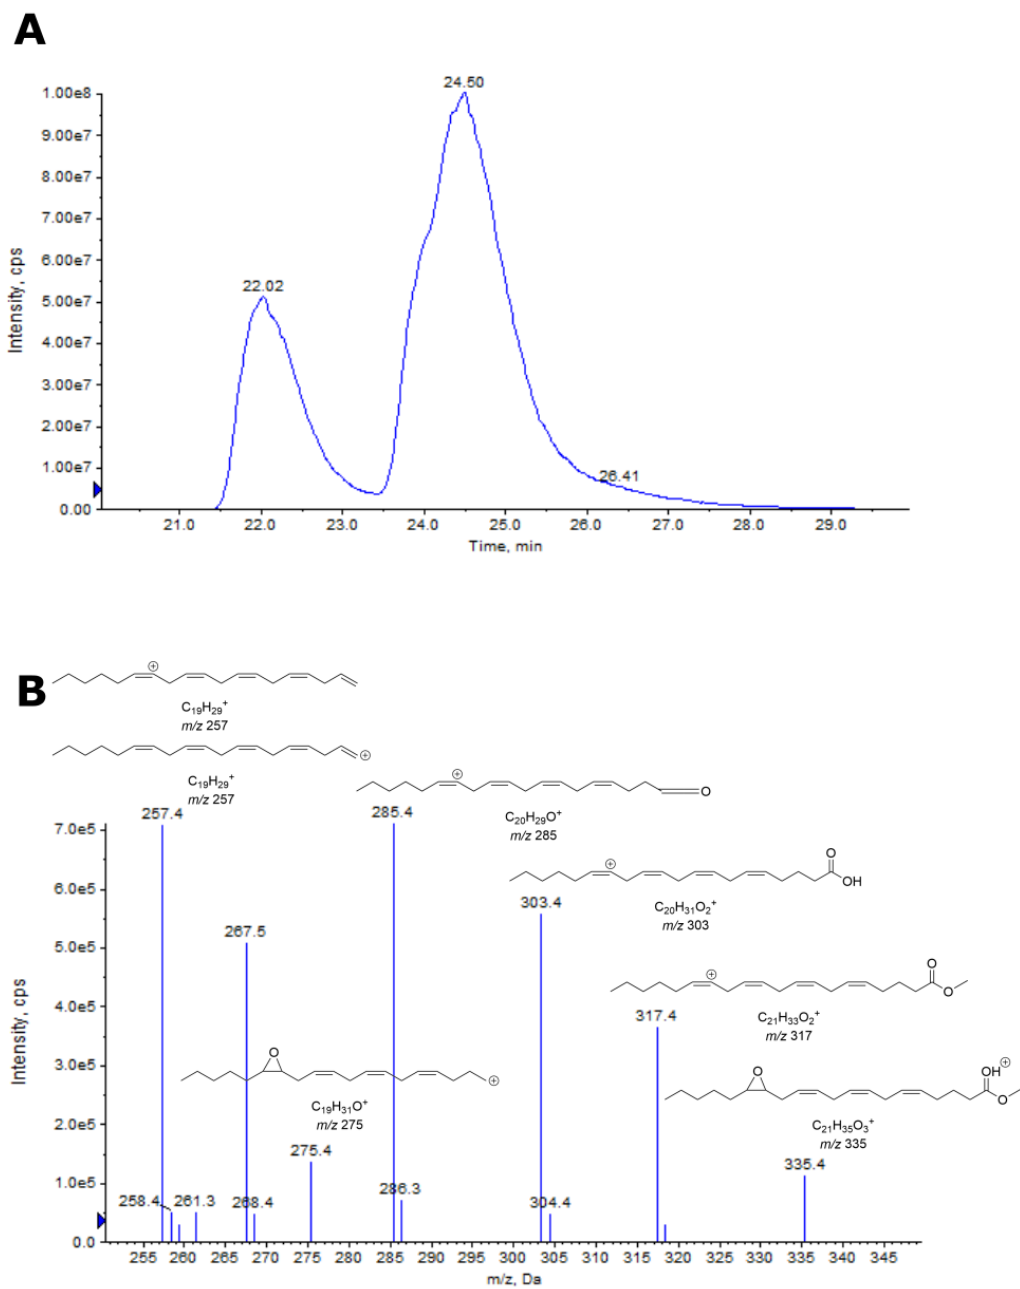 A
24.50
1.00e8
9.00e7
8.00e7
7.00e7
6.00e7
5.00e7
4.00e7
3.00e7
2.00e7
1.00e7
0.00
22.02
26.41
Intensity, cps
21.0 22.0 23.0 24.0 25.0 26.0 27.0 28.0 29.0
Time, min
B
⊕
C19H29+
m/z 257
⊕
C19H29+
m/z 257
⊕
O
C20H29O+
m/z 285
⊕
O
OH
C20H31O2+
m/z 303
⊕
O
O
C21H33O2+
m/z 317
O
⊕
OH
O
C21H35O3+
m/z 335
O
⊕
C19H31O+
m/z 275
257.4
285.4
303.4
267.5
317.4
275.4
335.4
258.4
261.3
268.4
286.3
304.4
7.0e5
6.0e5
5.0e5
4.0e5
3.0e5
2.0e5
1.0e5
0.0
Intensity, cps
255 260 265 270 275 280 285 290 295 300 305 310 315 320 325 330 335 340 345
m/z, Da